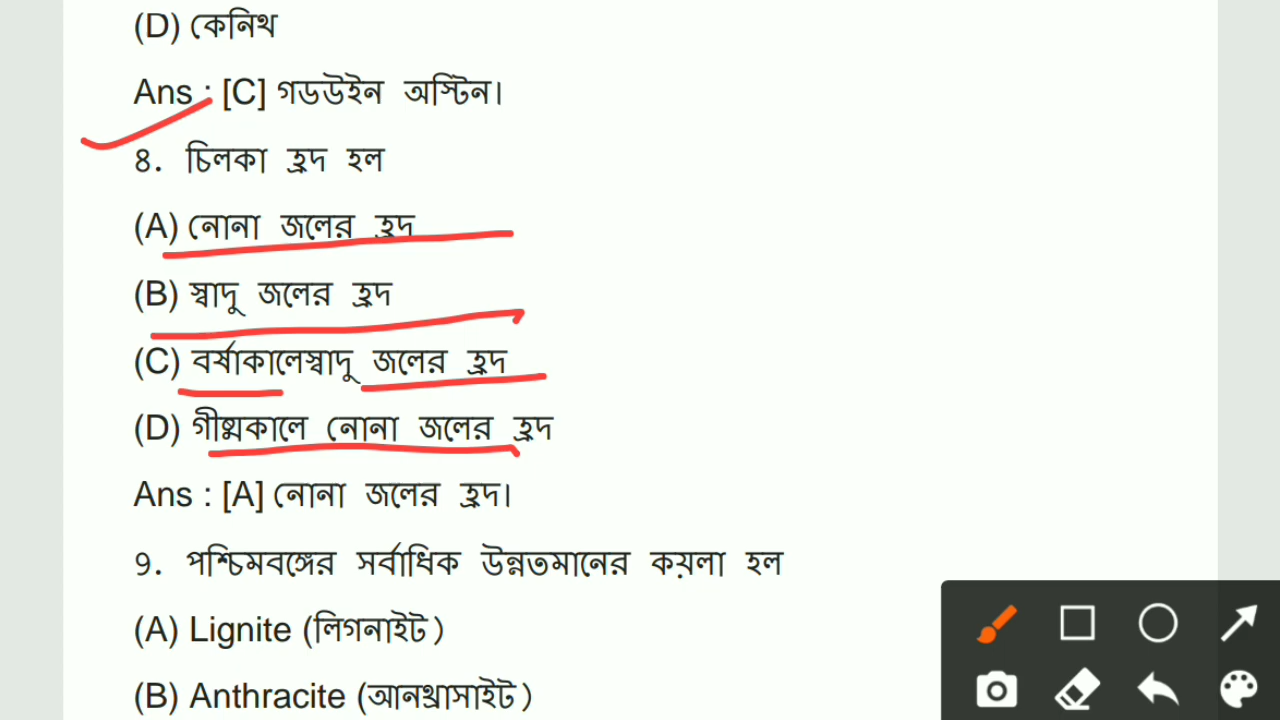 (D) কেনিথ
Ans : [C] গডউইন অস্টিন।
8. চিলকা হ্রদ হল
(A) নোনা জলের হ্রদ
(B) স্বাদু জলের হ্রদ
(C) বর্ষাকালেস্বাদু জলের হ্রদ
(D) গীষ্মকালে নোনা জলের হ্রদ
Ans : [A] নোনা জলের হ্রদ।
9. পশ্চিমবঙ্গের সর্বাধিক উন্নতমানের কয়লা হল
(A) Lignite (লিগনাইট)
(B) Anthracite (আনথ্রাসাইট)